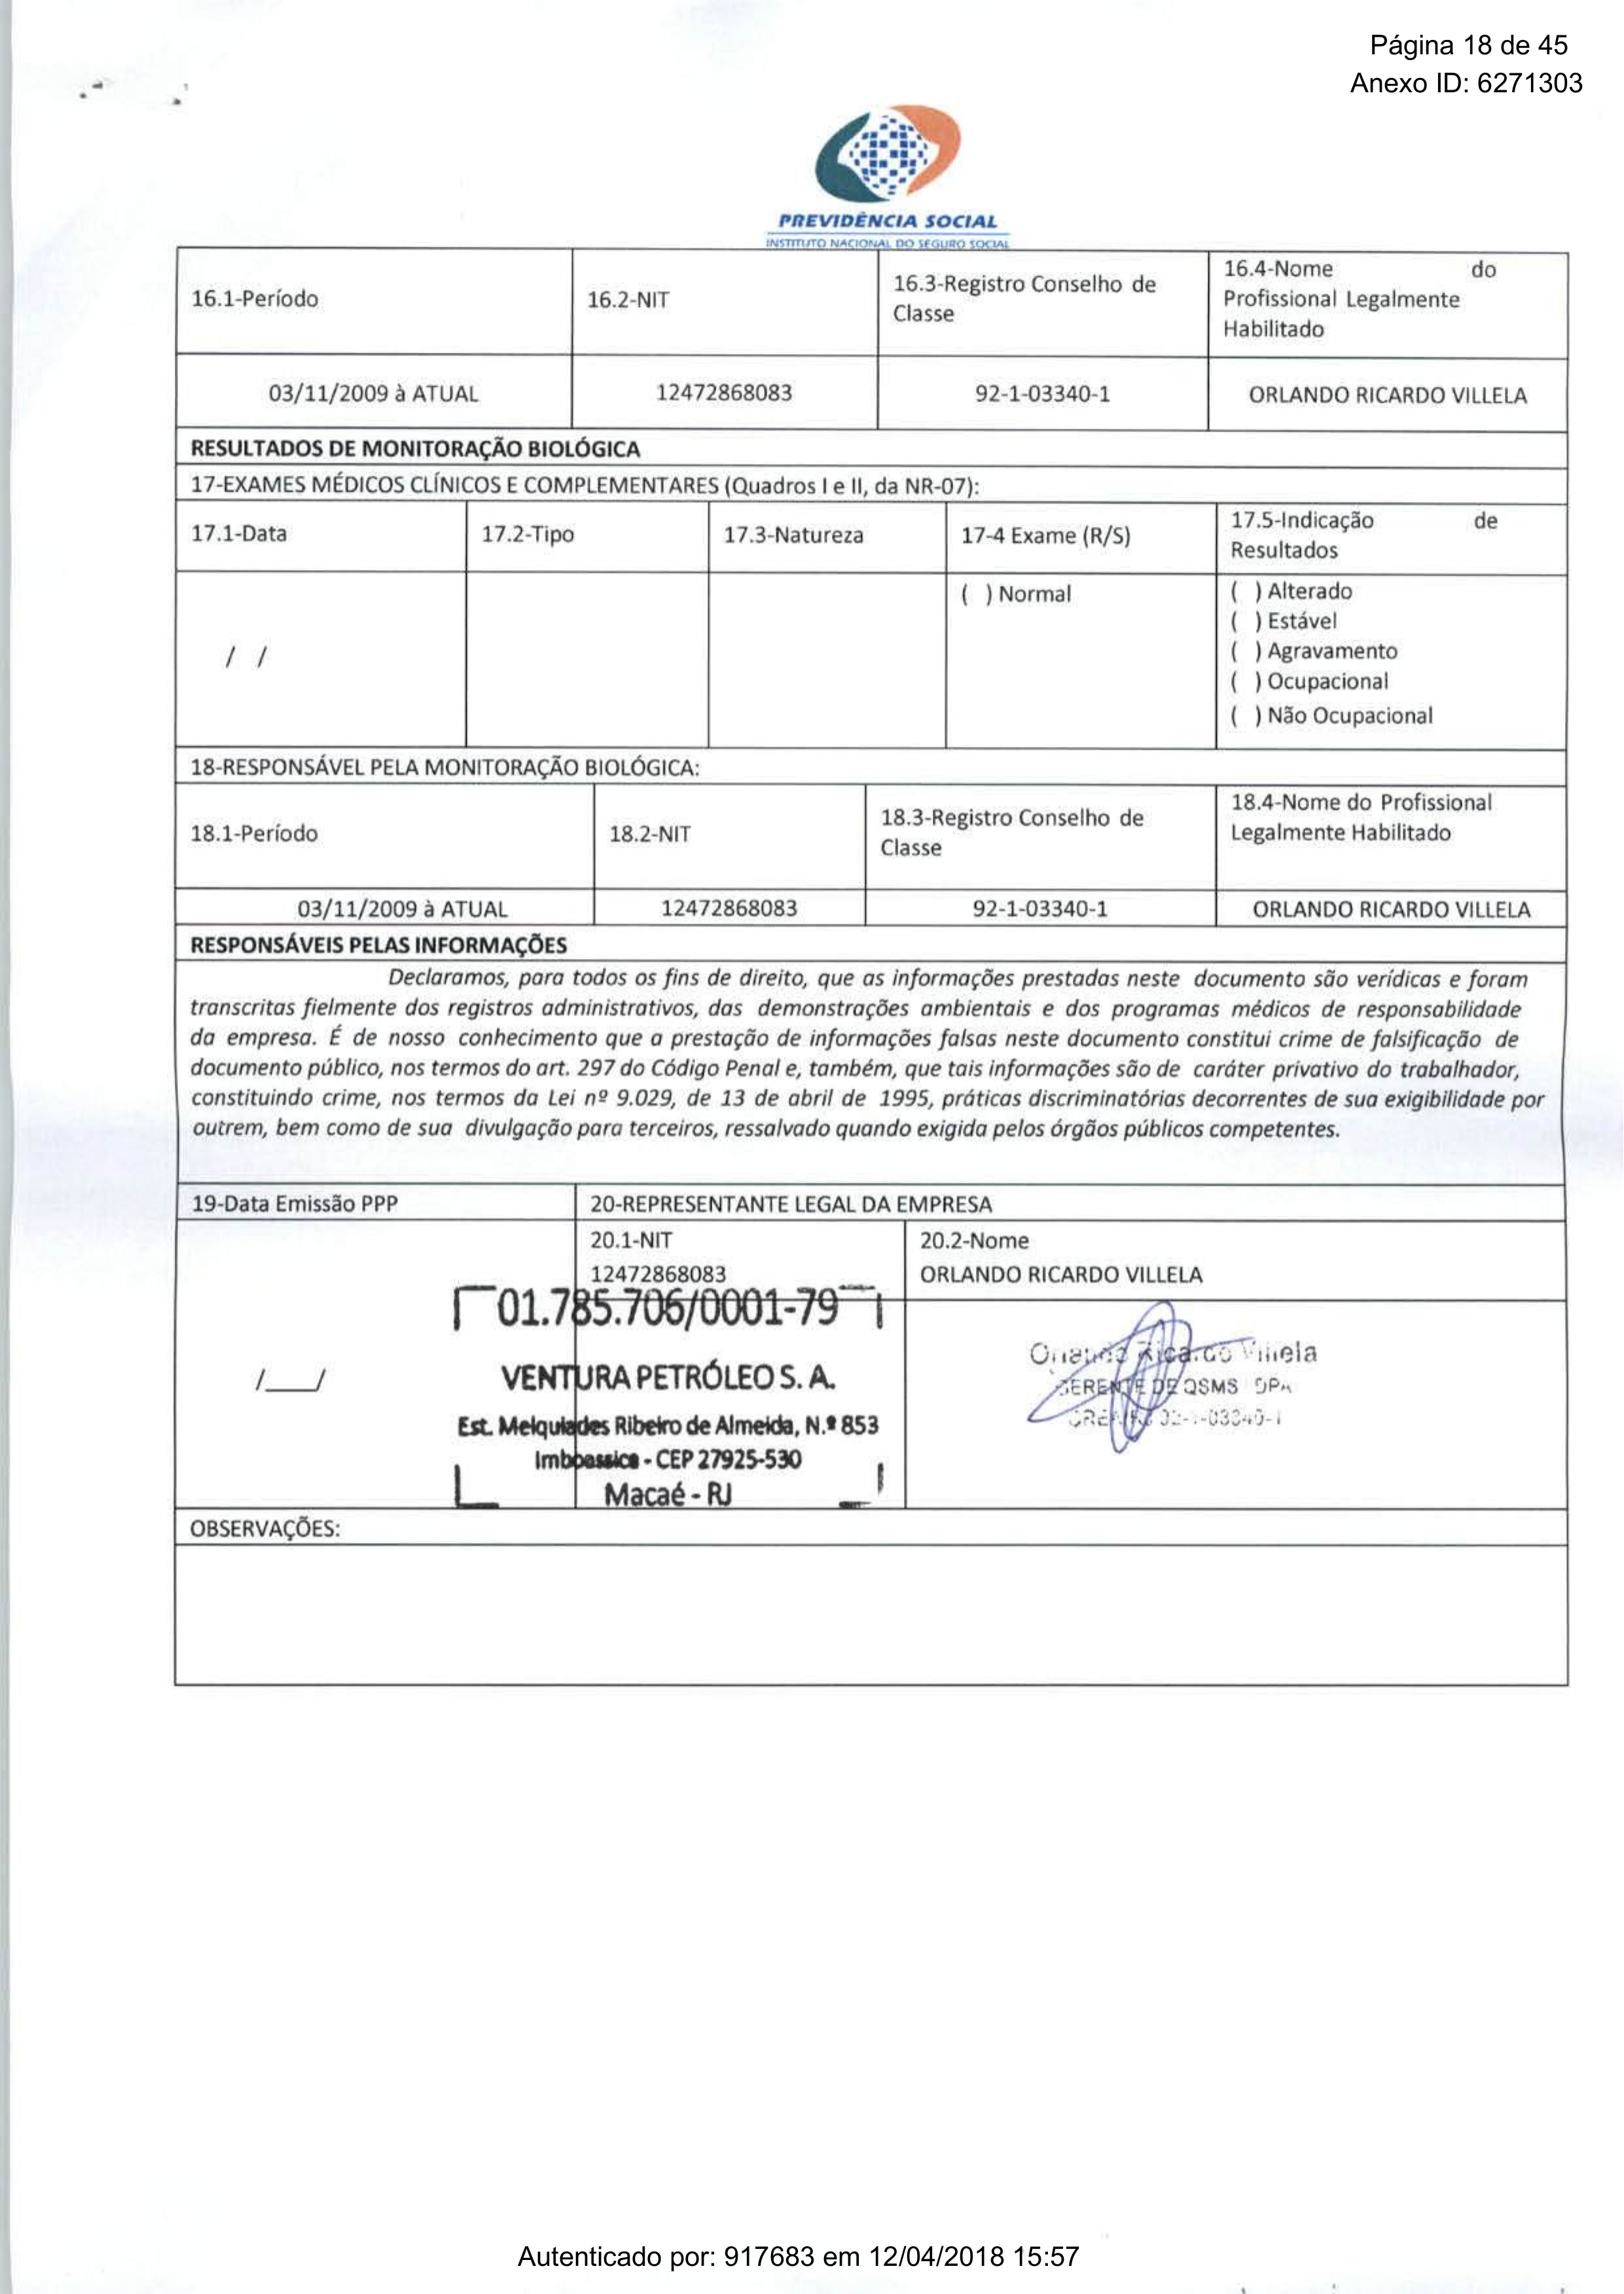 Página 18 de 45
Anexo ID: 6271303
PREVIDÊNCIA SOCIAL
INSTITUTO NACIONAL DO SEGURO SOCIAL
16.1-Período
16.2-NIT
16.3-Registro Conselho de
Classe
16.4-Nome do
Profissional Legalmente
Habilitado
03/11/2009 à ATUAL
12472868083
92-1-03340-1
ORLANDO RICARDO VILLELA
RESULTADOS DE MONITORAÇÃO BIOLÓGICA
17-EXAMES MÉDICOS CLÍNICOS E COMPLEMENTARES (Quadros I e II, da NR-07):
17.1-Data
17.2-Tipo
17.3-Natureza
17-4 Exame (R/S)
17.5-Indicação de
Resultados
/ /
( ) Normal
( ) Alterado
( ) Estável
( ) Agravamento
( ) Ocupacional
( ) Não Ocupacional
18-RESPONSÁVEL PELA MONITORAÇÃO BIOLÓGICA:
18.1-Período
18.2-NIT
18.3-Registro Conselho de
Classe
18.4-Nome do Profissional
Legalmente Habilitado
03/11/2009 à ATUAL
12472868083
92-1-03340-1
ORLANDO RICARDO VILLELA
RESPONSÁVEIS PELAS INFORMAÇÕES
Declaramos, para todos os fins de direito, que as informações prestadas neste documento são verídicas e foram
transcritas fielmente dos registros administrativos, das demonstrações ambientais e dos programas médicos de responsabilidade
da empresa. É de nosso conhecimento que a prestação de informações falsas neste documento constitui crime de falsificação de
documento público, nos termos do art. 297 do Código Penal e, também, que tais informações são de caráter privativo do trabalhador,
constituindo crime, nos termos da Lei nº 9.029, de 13 de abril de 1995, práticas discriminatórias decorrentes de sua exigibilidade por
outrem, bem como de sua divulgação para terceiros, ressalvado quando exigida pelos órgãos públicos competentes.
19-Data Emissão PPP
20-REPRESENTANTE LEGAL DA EMPRESA
20.1-NIT
12472868083
20.2-Nome
ORLANDO RICARDO VILLELA
/___/
01.785.706/0001-79
VENTURA PETRÓLEO S. A.
Est. Melquiades Ribeiro de Almeida, N.º 853
Imboassica - CEP 27925-530
Macaé - RJ
Orlando Ricardo Villela
GERENTE DE QSMS DPA
OBSERVAÇÕES:
Autenticado por: 917683 em 12/04/2018 15:57